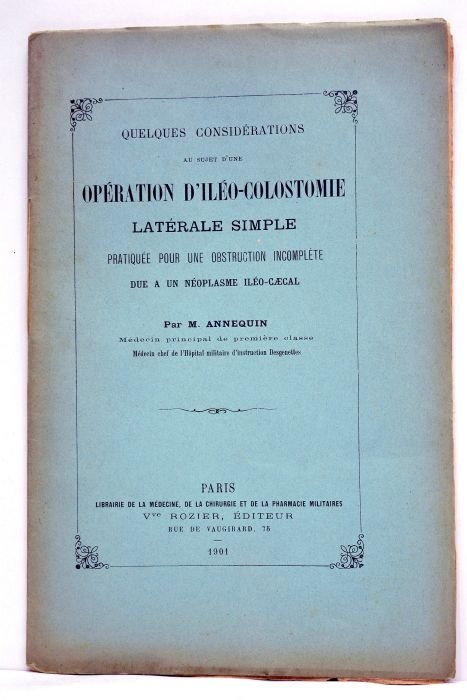 QUELQUES CONSIDÉRATIONS
AU SUJET D'UNE
OPÉRATION D'ILÉO-COLOSTOMIE
LATÉRALE SIMPLE
PRATIQUÉE POUR UNE OBSTRUCTION INCOMPLÈTE
DUE A UN NÉOPLASME ILÉO-CÆCAL
Par M. ANNEQUIN
Médecin principal de première classe
Médecin chef de l'Hôpital militaire d'instruction Desgenettes
PARIS
LIBRAIRIE DE LA MÉDECINE, DE LA CHIRURGIE ET DE LA PHARMACIE MILITAIRES
Vve ROZIER, ÉDITEUR
RUE DE VAUGIRARD, 75
1901